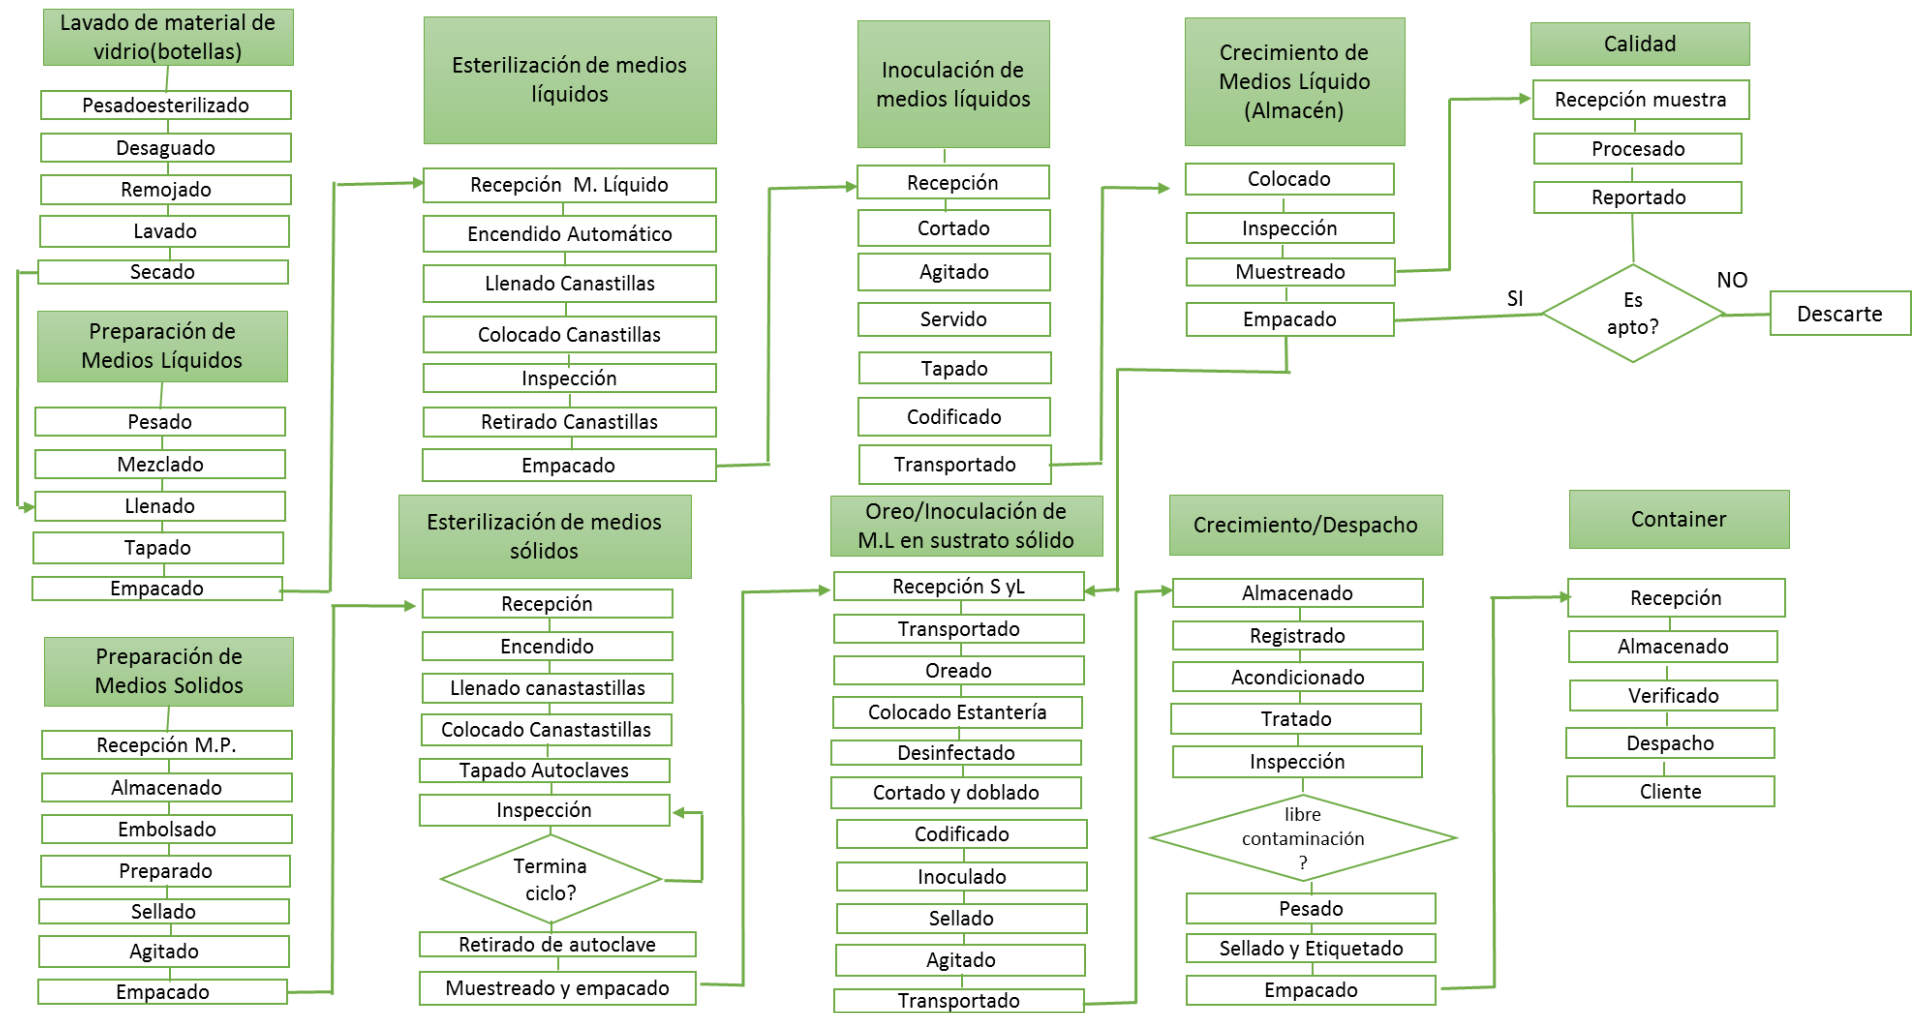 Lavado de material de
vidrio(botellas)
Pesadoesterilizado
Desaguado
Remojado
Lavado
Secado
Preparación de
Medios Líquidos
Pesado
Mezclado
Llenado
Tapado
Empacado
Preparación de
Medios Solidos
Recepción M.P.
Almacenado
Embolsado
Preparado
Sellado
Agitado
Empacado
Esterilización de medios
líquidos
Recepción M. Líquido
Encendido Automático
Llenado Canastillas
Colocado Canastillas
Inspección
Retirado Canastillas
Empacado
Esterilización de medios
sólidos
Recepción
Encendido
Llenado canastastillas
Colocado Canastastillas
Tapado Autoclaves
Inspección
Termina
ciclo?
Retirado de autoclave
Muestreado y empacado
Inoculación de
medios líquidos
Recepción
Cortado
Agitado
Servido
Tapado
Codificado
Transportado
Oreo/Inoculación de
M.L en sustrato sólido
Recepción S yL
Transportado
Oreado
Colocado Estantería
Desinfectado
Cortado y doblado
Codificado
Inoculado
Sellado
Agitado
Transportado
Crecimiento de
Medios Líquido
(Almacén)
Colocado
Inspección
Muestreado
Empacado
Crecimiento/Despacho
Almacenado
Registrado
Acondicionado
Tratado
Inspección
libre
contaminación
?
Pesado
Sellado y Etiquetado
Empacado
Calidad
Recepción muestra
Procesado
Reportado
Es
apto?
SI
NO
Descarte
Container
Recepción
Almacenado
Verificado
Despacho
Cliente